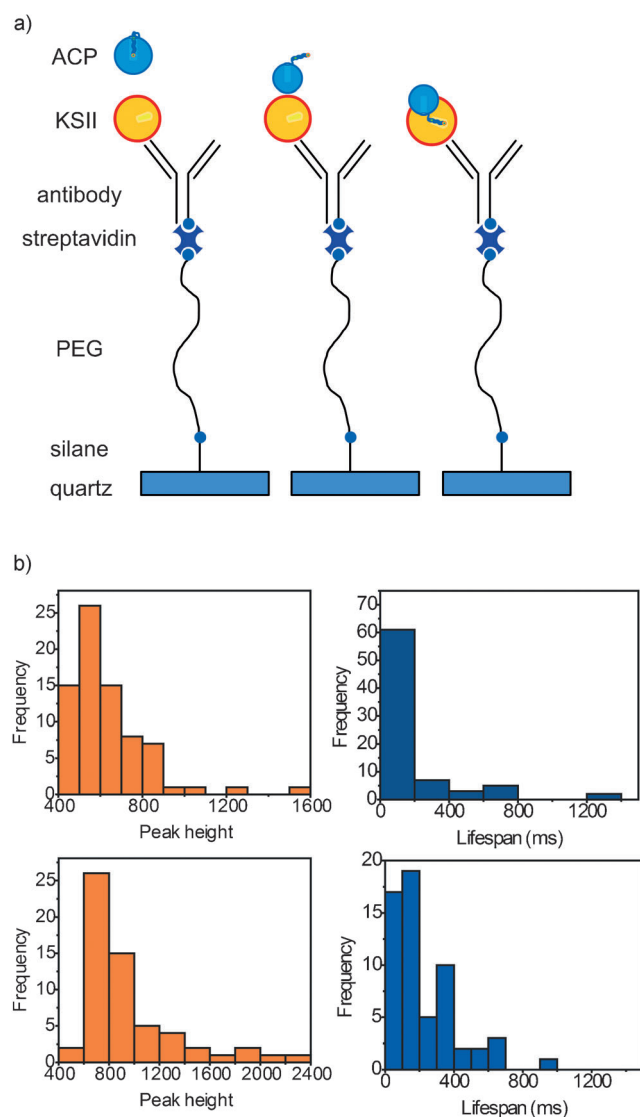 a)
ACP
KSII
antibody
streptavidin
PEG
silane
quartz
b)
Frequency
25
20
15
10
5
0
400 800 1200 1600
Peak height
Frequency
75
70
60
50
40
30
20
10
0
0 400 800 1200
Lifespan (ms)
Frequency
25
20
15
10
5
0
400 800 1200 1600 2000 2400
Peak height
Frequency
20
15
10
5
0
0 400 800 1200
Lifespan (ms)